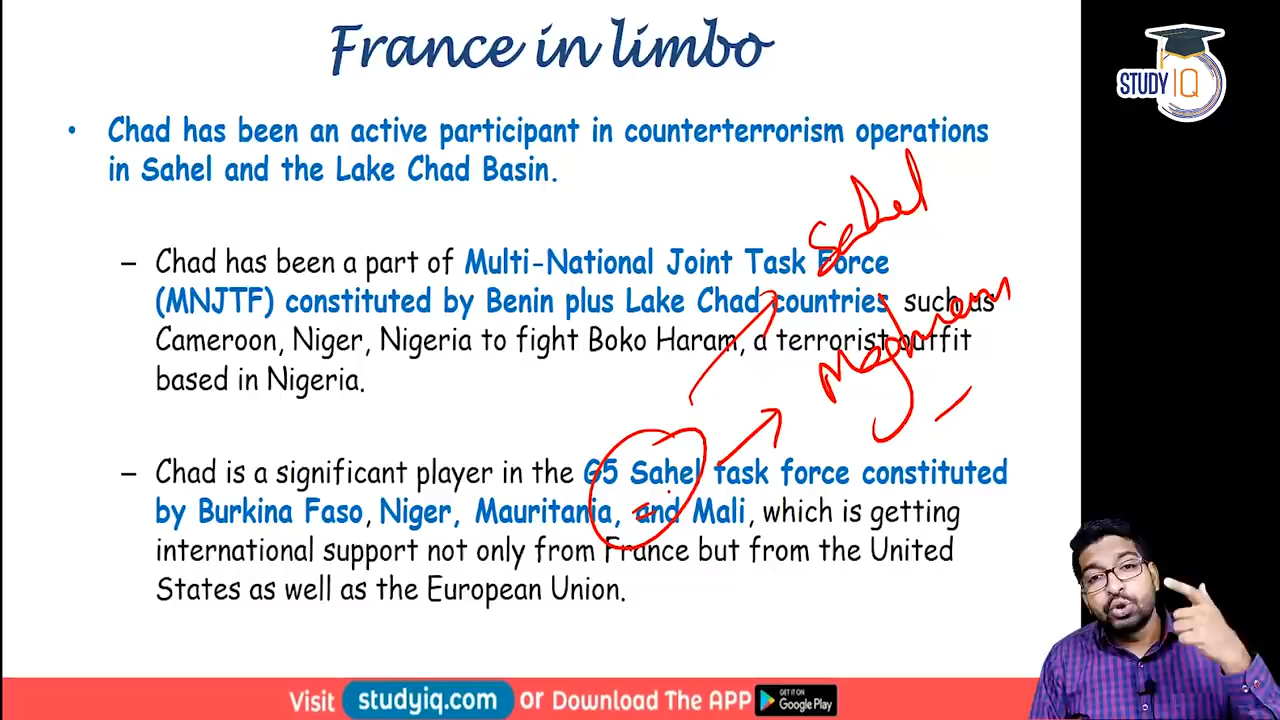 France in limbo
STUDY IQ
• Chad has been an active participant in counterterrorism operations
in Sahel and the Lake Chad Basin.
Sahel
– Chad has been a part of Multi-National Joint Task Force
(MNJTF) constituted by Benin plus Lake Chad countries such as
Cameroon, Niger, Nigeria to fight Boko Haram, a terrorist outfit
based in Nigeria.
– Chad is a significant player in the G5 Sahel task force constituted
by Burkina Faso, Niger, Mauritania, and Mali, which is getting
international support not only from France but from the United
States as well as the European Union.
Visit studyiq.com or Download The APP GET IT ON Google Play